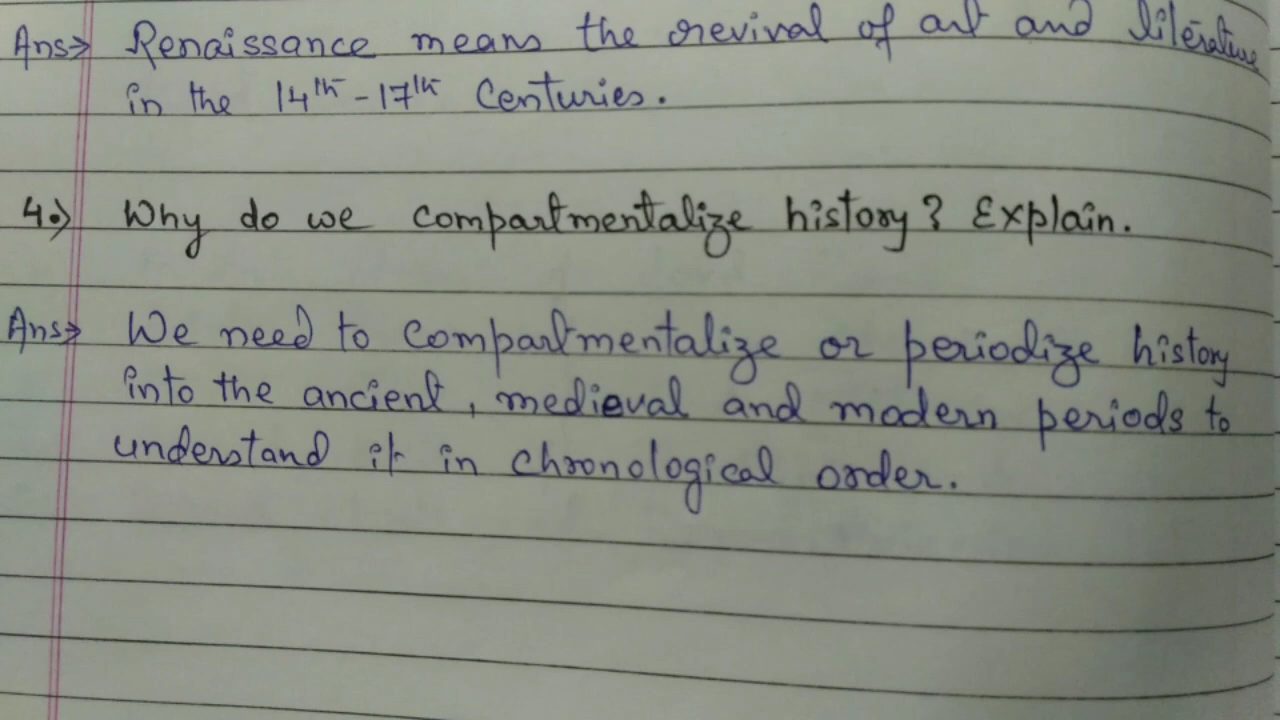 Ans⇒ Renaissance means the revival of art and literature
in the 14th - 17th Centuries.
4.) Why do we compartmentalize history? Explain.
Ans⇒ We need to compartmentalize or periodize history
into the ancient, medieval and modern periods to
understand it in chronological order.